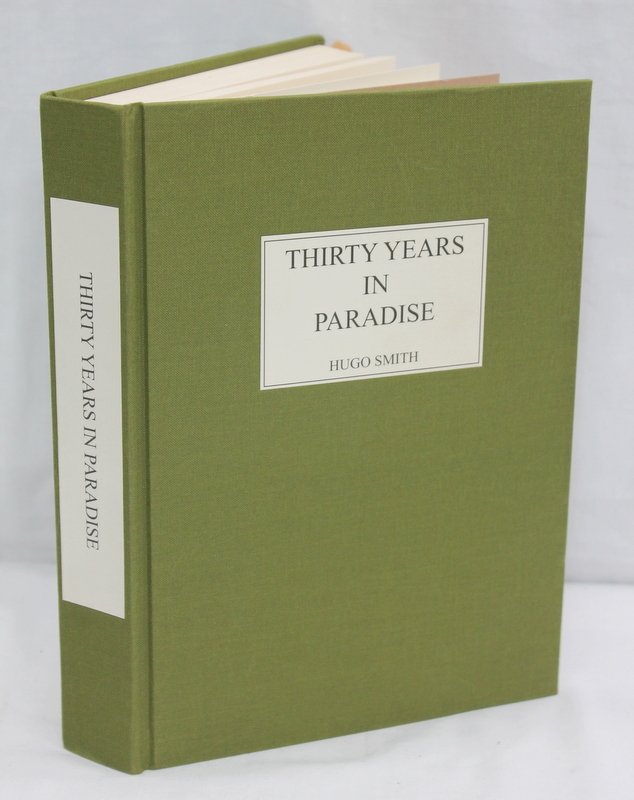 THIRTY YEARS IN PARADISE
THIRTY YEARS
IN
PARADISE
HUGO SMITH